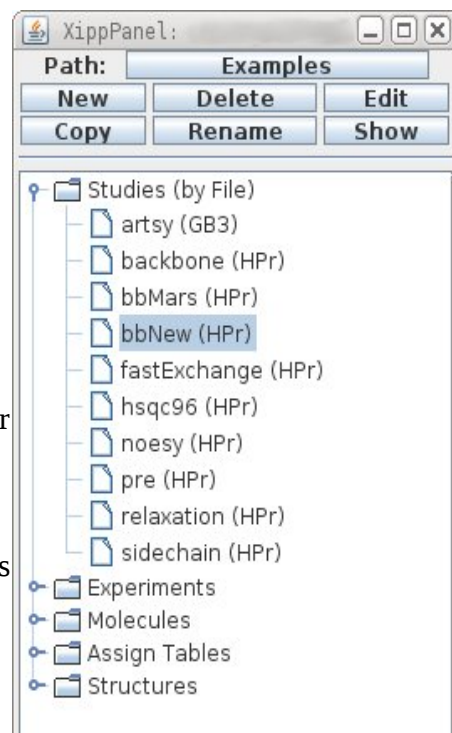 XippPanel:
Path: Examples
New Delete Edit
Copy Rename Show
Studies (by File)
artsy (GB3)
backbone (HPr)
bbMars (HPr)
bbNew (HPr)
fastExchange (HPr)
hsqc96 (HPr)
r
noesy (HPr)
pre (HPr)
relaxation (HPr)
sidechain (HPr)
s
Experiments
Molecules
Assign Tables
Structures